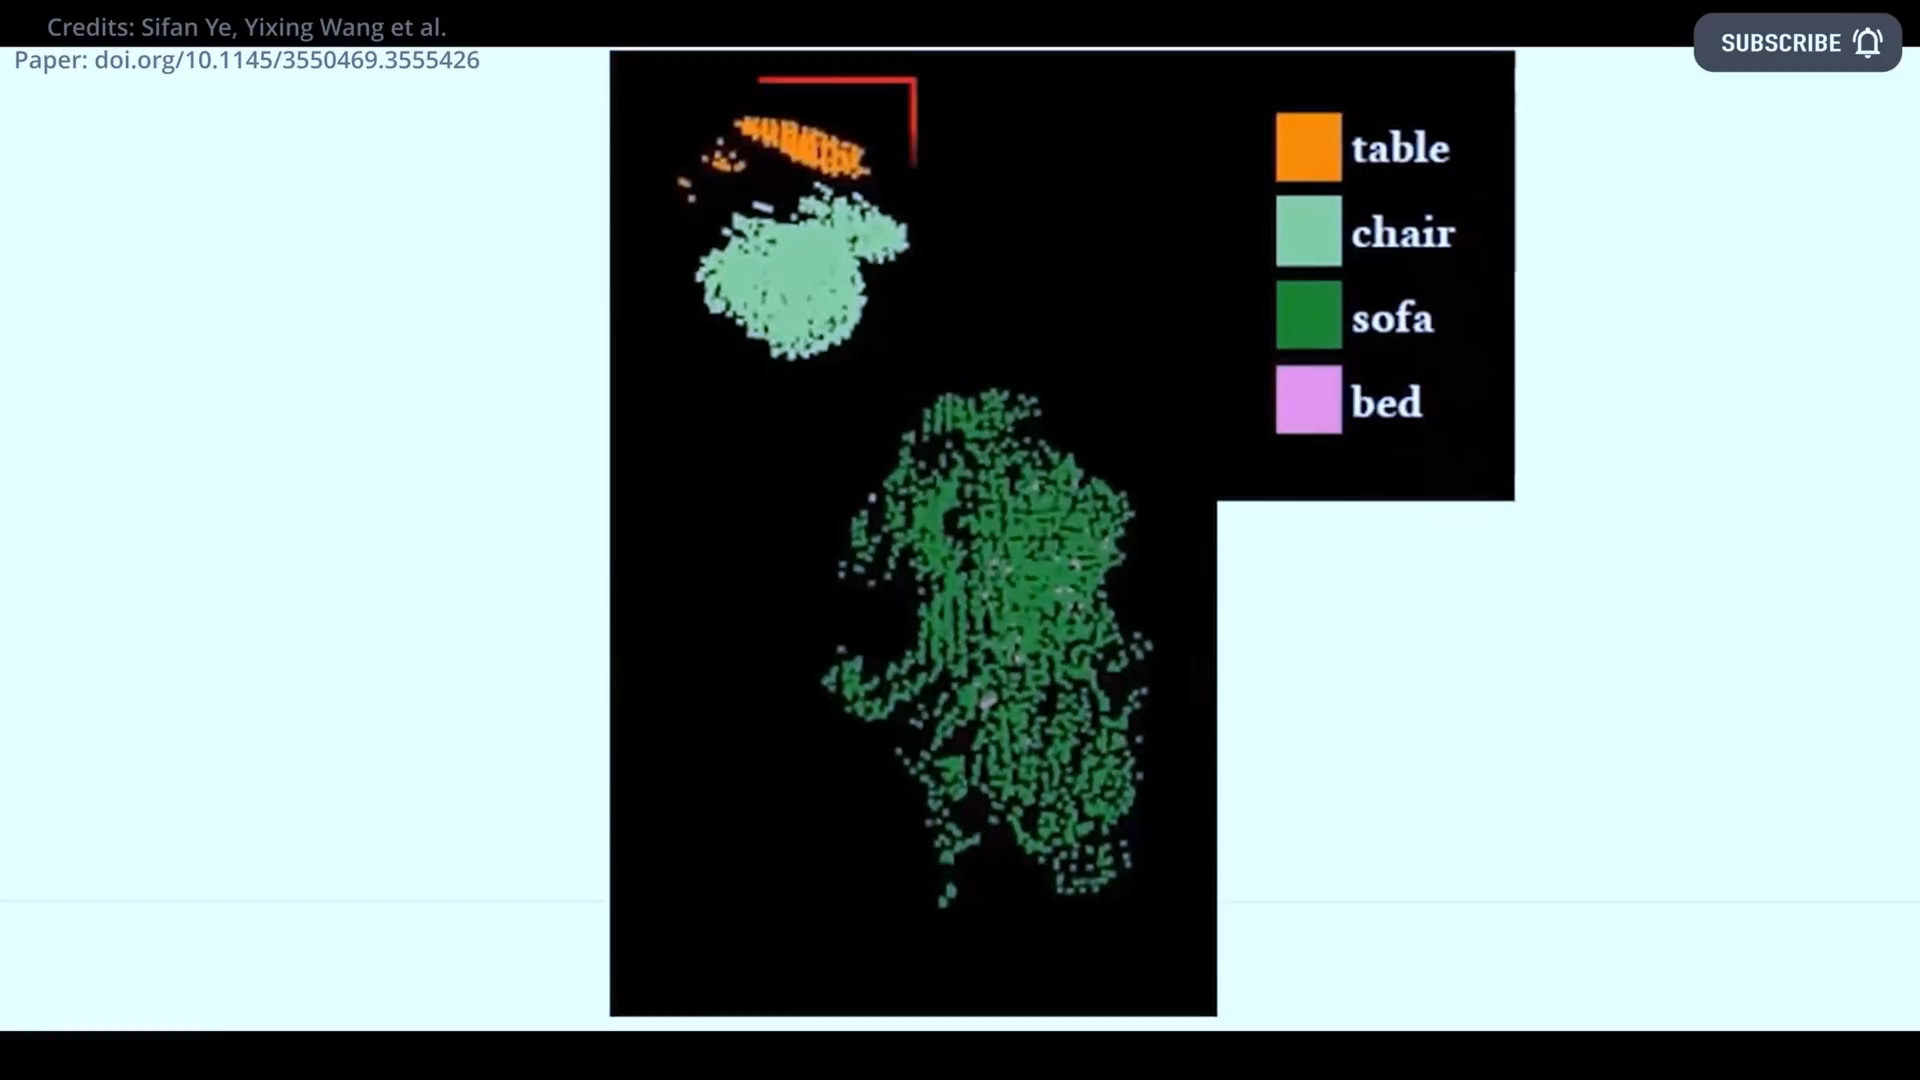 Credits: Sifan Ye, Yixing Wang et al.
Paper: doi.org/10.1145/3550469.3555426
SUBSCRIBE
table
chair
sofa
bed